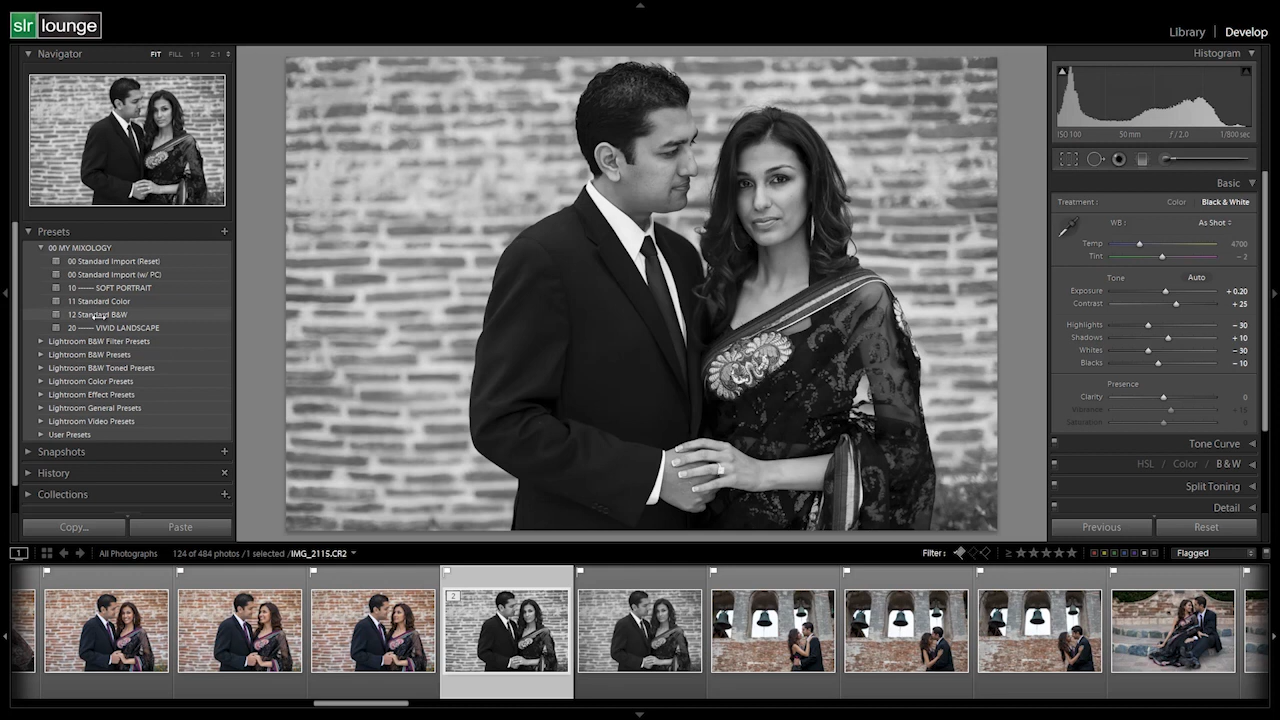 slr lounge
Library | Develop
Navigator FIT FILL 1:1 2:1
Presets +
00 MY MIXOLOGY
00 Standard Import (Reset)
00 Standard Import (w/ PC)
10 —— SOFT PORTRAIT
11 Standard Color
12 Standard B&W
20 —— VIVID LANDSCAPE
Lightroom B&W Filter Presets
Lightroom B&W Presets
Lightroom B&W Toned Presets
Lightroom Color Presets
Lightroom Effect Presets
Lightroom General Presets
Lightroom Video Presets
User Presets
Snapshots +
History ×
Collections +
Copy... Paste
Histogram
ISO 100 50 mm ƒ / 2.0 1/800 sec
Basic
Treatment : Color Black & White
WB : As Shot
Temp 4700
Tint – 2
Tone Auto
Exposure + 0.20
Contrast + 25
Highlights – 30
Shadows + 10
Whites – 30
Blacks – 10
Presence
Clarity 0
Vibrance + 15
Saturation 0
Tone Curve
HSL / Color / B & W
Split Toning
Detail
Previous Reset
1 All Photographs 124 of 484 photos /1 selected /IMG_2115.CR2 Filter : ≥ ★★★★★ Flagged
2